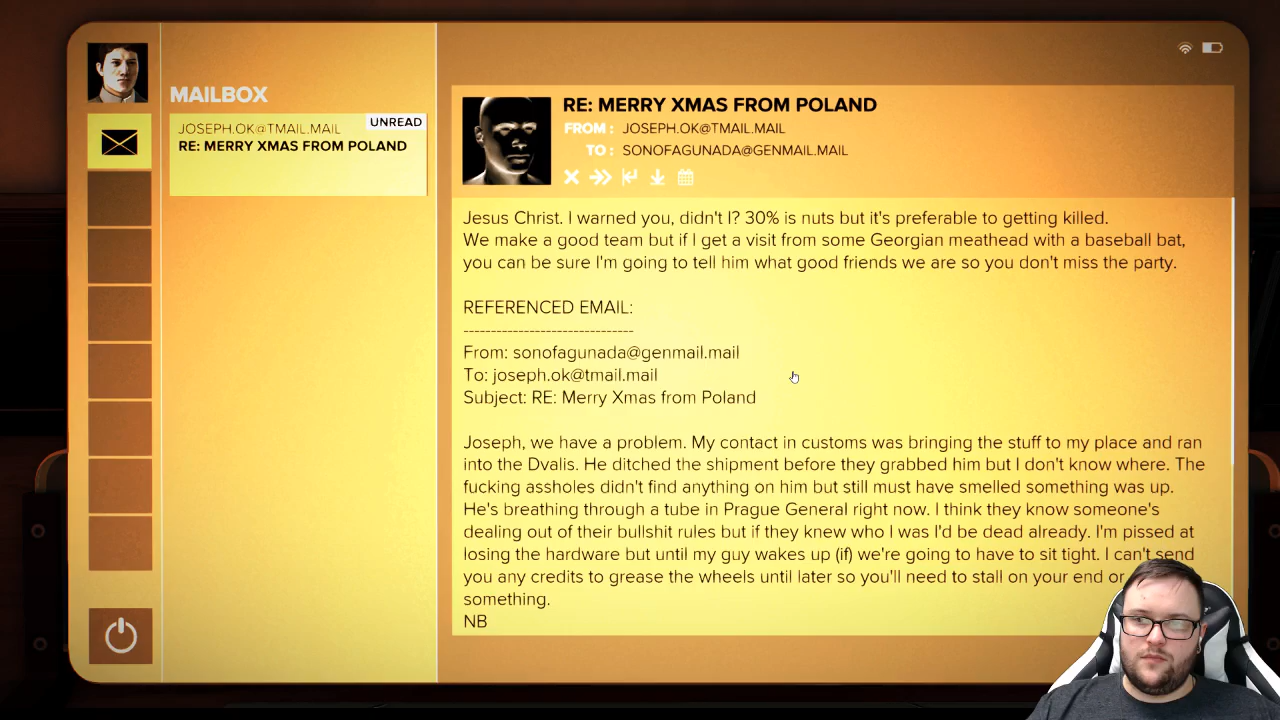 MAILBOX
JOSEPH.OK@TMAIL.MAIL
UNREAD
RE: MERRY XMAS FROM POLAND
RE: MERRY XMAS FROM POLAND
FROM : JOSEPH.OK@TMAIL.MAIL
TO : SONOFAGUNADA@GENMAIL.MAIL
Jesus Christ. I warned you, didn't I? 30% is nuts but it's preferable to getting killed.
We make a good team but if I get a visit from some Georgian meathead with a baseball bat,
you can be sure I'm going to tell him what good friends we are so you don't miss the party.
REFERENCED EMAIL:
-------------------------------
From: sonofagunada@genmail.mail
To: joseph.ok@tmail.mail
Subject: RE: Merry Xmas from Poland
Joseph, we have a problem. My contact in customs was bringing the stuff to my place and ran
into the Dvalis. He ditched the shipment before they grabbed him but I don't know where. The
fucking assholes didn't find anything on him but still must have smelled something was up.
He's breathing through a tube in Prague General right now. I think they know someone's
dealing out of their bullshit rules but if they knew who I was I'd be dead already. I'm pissed at
losing the hardware but until my guy wakes up (if) we're going to have to sit tight. I can't send
you any credits to grease the wheels until later so you'll need to stall on your end or
something.
NB